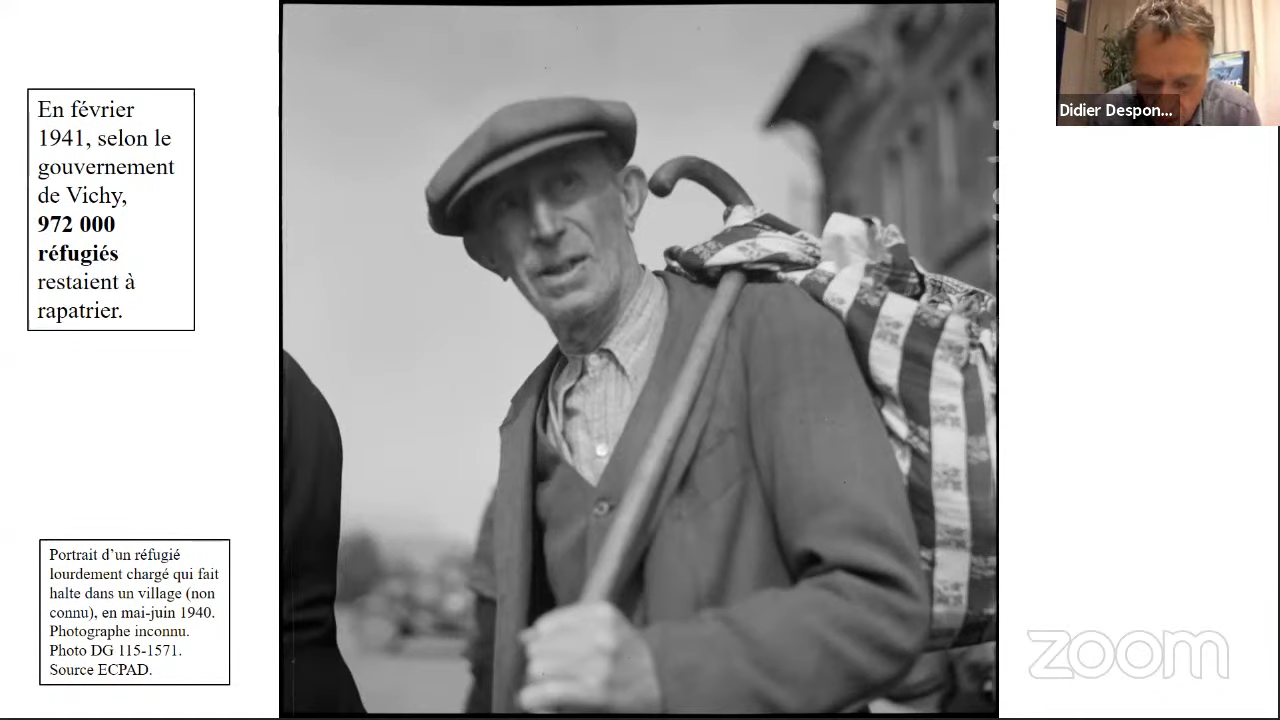 En février
1941, selon le
gouvernement
de Vichy,
972 000
réfugiés
restaient à
rapatrier.
Portrait d’un réfugié
lourdement chargé qui fait
halte dans un village (non
connu), en mai-juin 1940.
Photographe inconnu.
Photo DG 115-1571.
Source ECPAD.
Didier Despon...
zoom